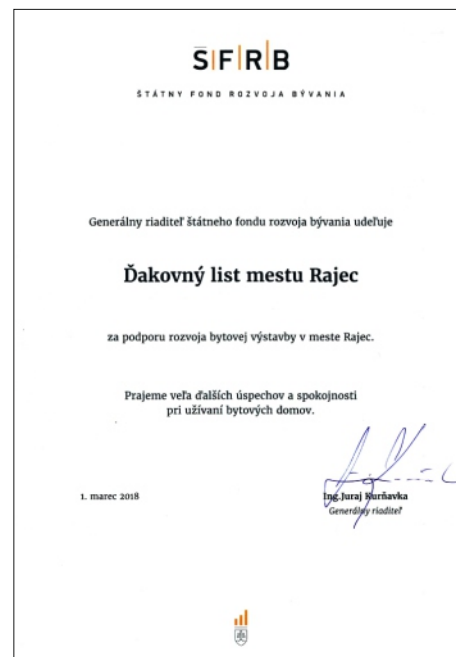 Š|F|R|B
ŠTÁTNY FOND ROZVOJA BÝVANIA
Generálny riaditeľ štátneho fondu rozvoja bývania udeľuje
Ďakovný list mestu Rajec
za podporu rozvoja bytovej výstavby v meste Rajec.
Prajeme veľa ďalších úspechov a spokojnosti
pri užívaní bytových domov.
1. marec 2018
Ing.Juraj Kurňavka
Generálny riaditeľ